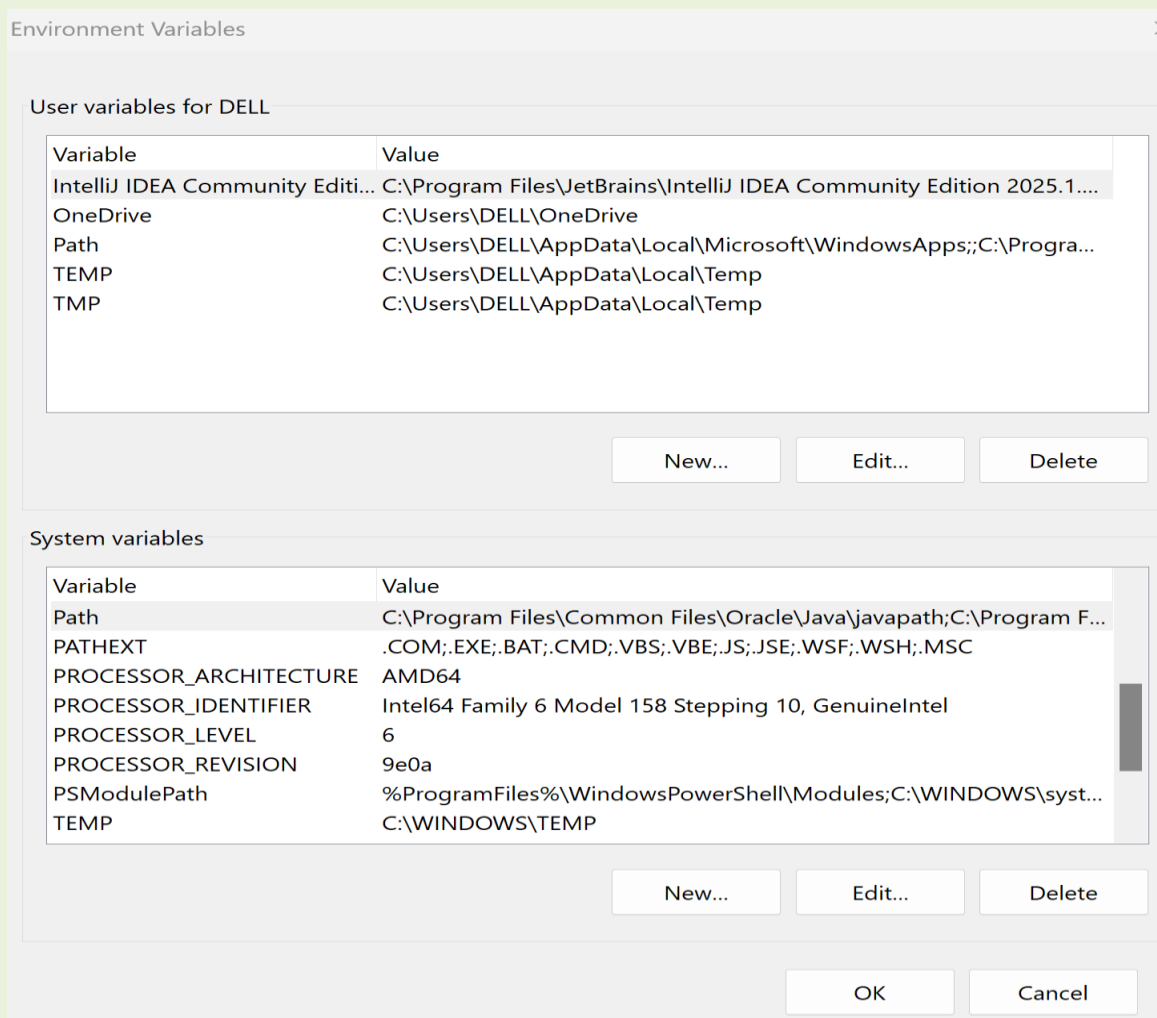 Environment Variables
User variables for DELL
Variable Value
IntelliJ IDEA Community Editi... C:\Program Files\JetBrains\IntelliJ IDEA Community Edition 2025.1....
OneDrive C:\Users\DELL\OneDrive
Path C:\Users\DELL\AppData\Local\Microsoft\WindowsApps;;C:\Progra...
TEMP C:\Users\DELL\AppData\Local\Temp
TMP C:\Users\DELL\AppData\Local\Temp
New... Edit... Delete
System variables
Variable Value
Path C:\Program Files\Common Files\Oracle\Java\javapath;C:\Program F...
PATHEXT .COM;.EXE;.BAT;.CMD;.VBS;.VBE;.JS;.JSE;.WSF;.WSH;.MSC
PROCESSOR_ARCHITECTURE AMD64
PROCESSOR_IDENTIFIER Intel64 Family 6 Model 158 Stepping 10, GenuineIntel
PROCESSOR_LEVEL 6
PROCESSOR_REVISION 9e0a
PSModulePath %ProgramFiles%\WindowsPowerShell\Modules;C:\WINDOWS\syst...
TEMP C:\WINDOWS\TEMP
New... Edit... Delete
OK Cancel